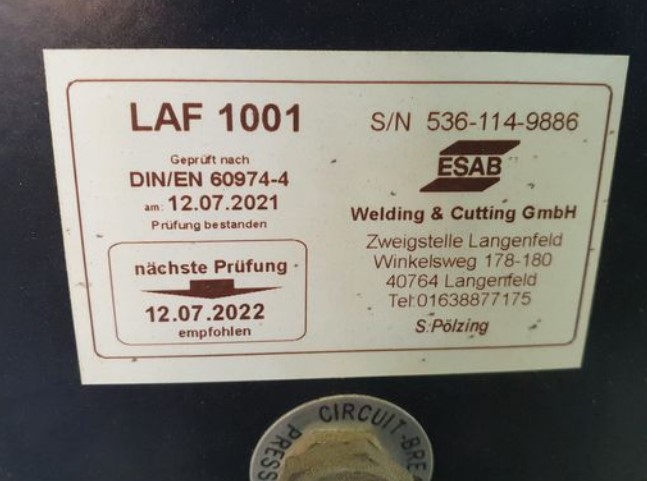 LAF 1001
Geprüft nach
DIN/EN 60974-4
am: 12.07.2021
Prüfung bestanden
nächste Prüfung
12.07.2022
empfohlen
S/N 536-114-9886
ESAB
Welding & Cutting GmbH
Zweigstelle Langenfeld
Winkelsweg 178-180
40764 Langenfeld
Tel:01638877175
S.Pölzing
CIRCUIT-BRE
PRESS